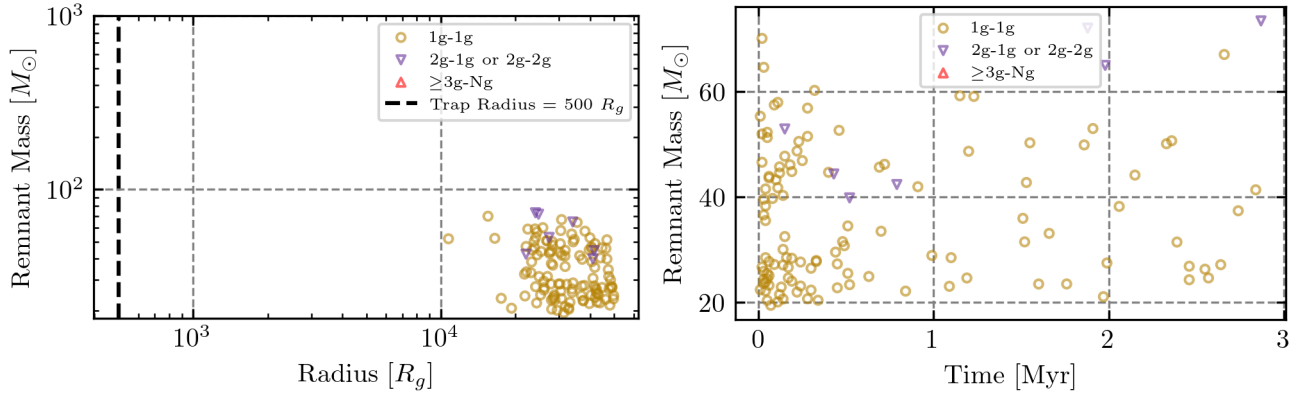 10³
10²
Remnant Mass [M⊙]
1g-1g
2g-1g or 2g-2g
≥3g-Ng
Trap Radius = 500 R_g
10³
10⁴
Radius [R_g]
60
40
20
Remnant Mass [M⊙]
1g-1g
2g-1g or 2g-2g
≥3g-Ng
0
1
2
3
Time [Myr]